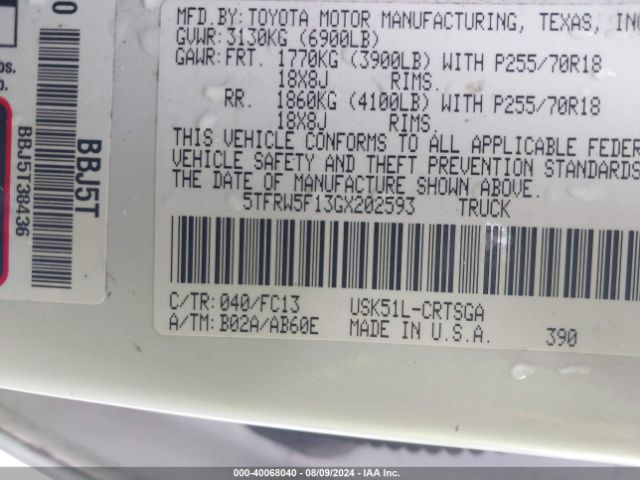 MFD.BY: TOYOTA MOTOR MANUFACTURING, TEXAS, INC
GVWR: 3130KG (6900LB)
GAWR: FRT. 1770KG (3900LB) WITH P255/70R18
18X8J RIMS.
RR. 1860KG (4100LB) WITH P255/70R18
18X8J RIMS.
THIS VEHICLE CONFORMS TO ALL APPLICABLE FEDER
VEHICLE SAFETY AND THEFT PREVENTION STANDARDS
THE DATE OF MANUFACTURE SHOWN ABOVE.
5TFRW5F13GX202593 TRUCK
C/TR: 040/FC13 USK51L-CRTSGA
A/TM: B02A/AB60E MADE IN U.S.A. 390
BBJ5T
BBJ5T38436
bs.
o.
0
000-40068040 / 08/09/2024 / IAA Inc.